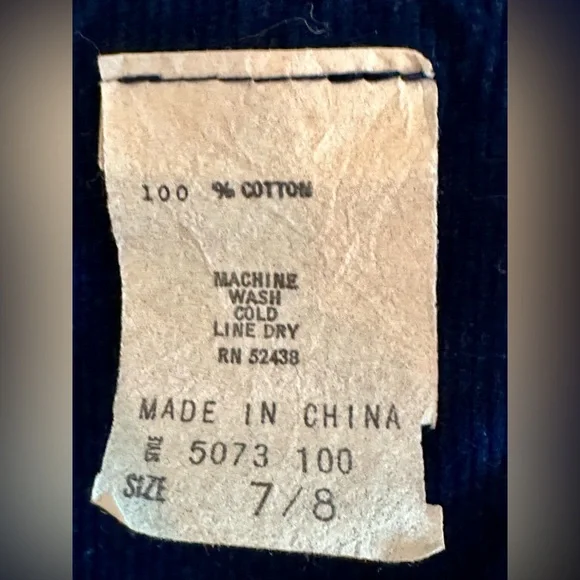 100 % COTTON
MACHINE
WASH
COLD
LINE DRY
RN 52438
MADE IN CHINA
STYLE 5073 100
SIZE 7/8